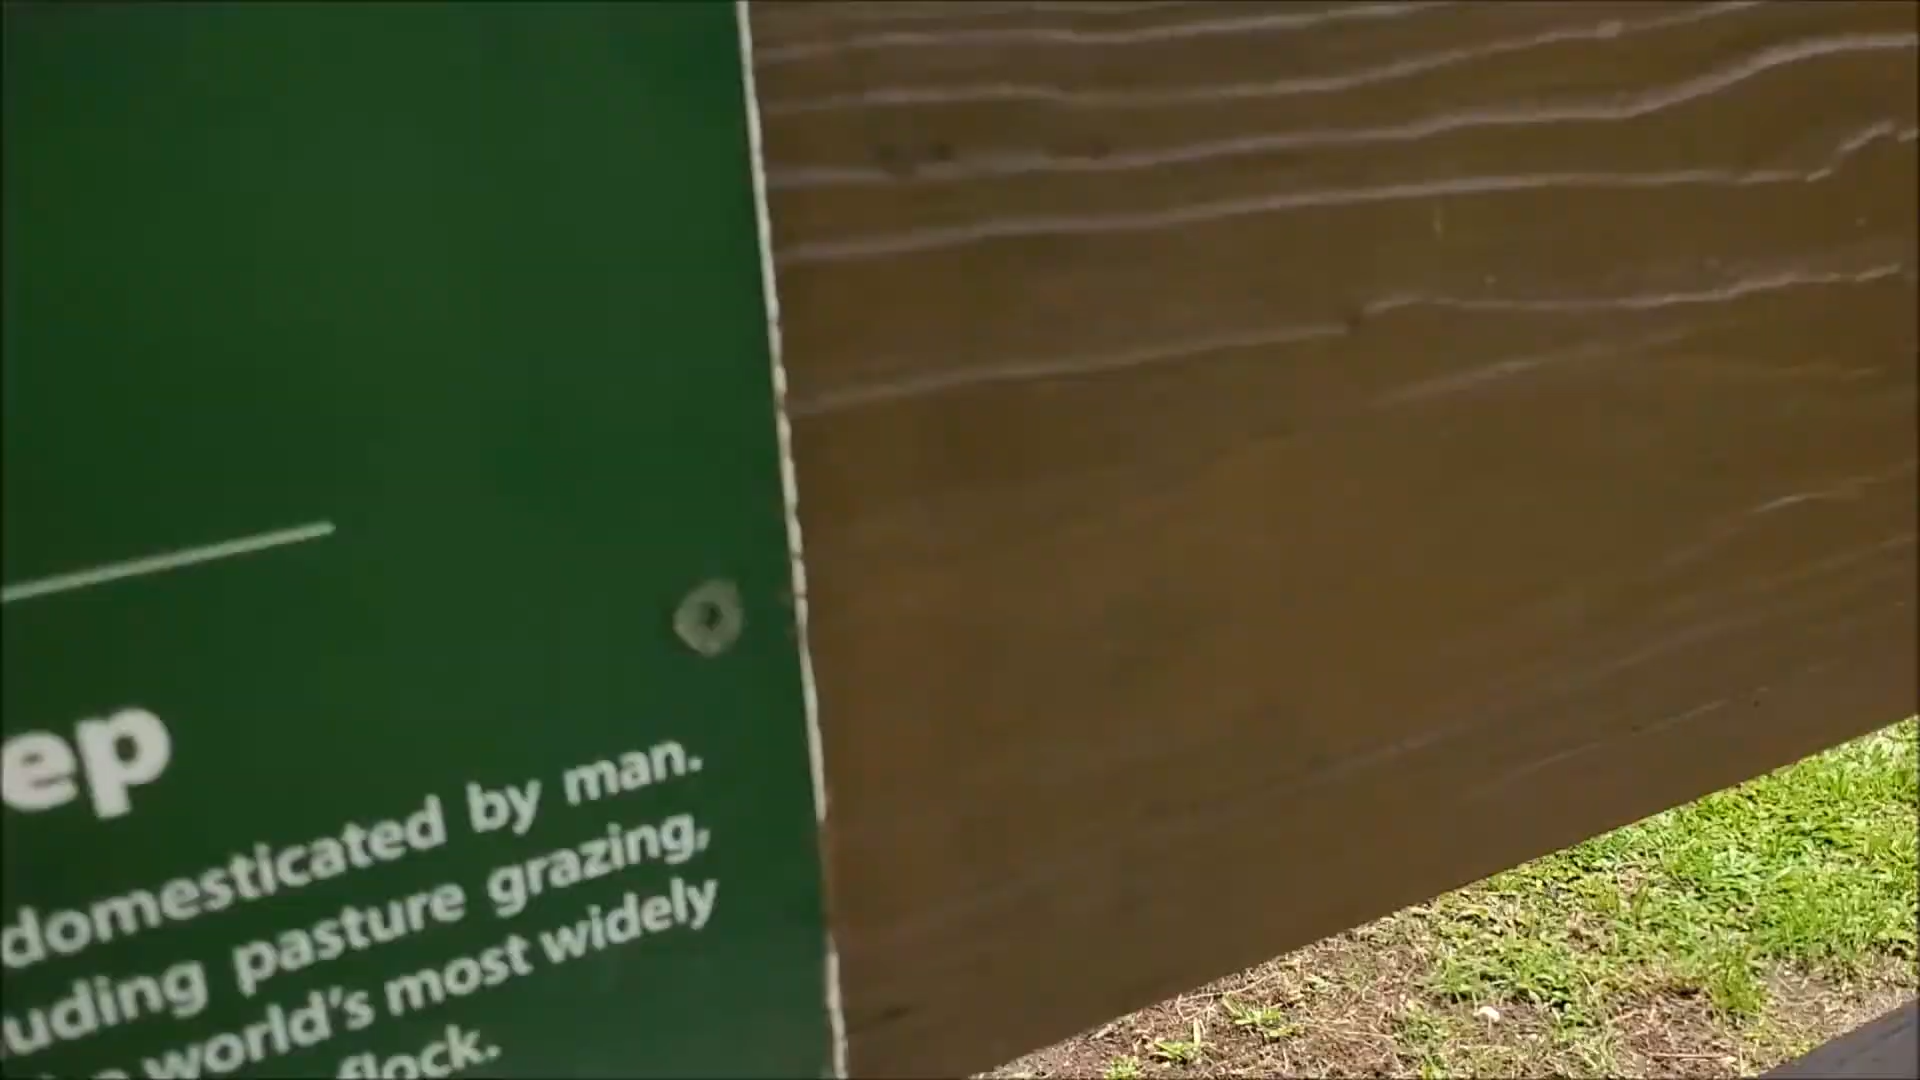 ep
domesticated by man.
uding pasture grazing,
world's most widely
flock.